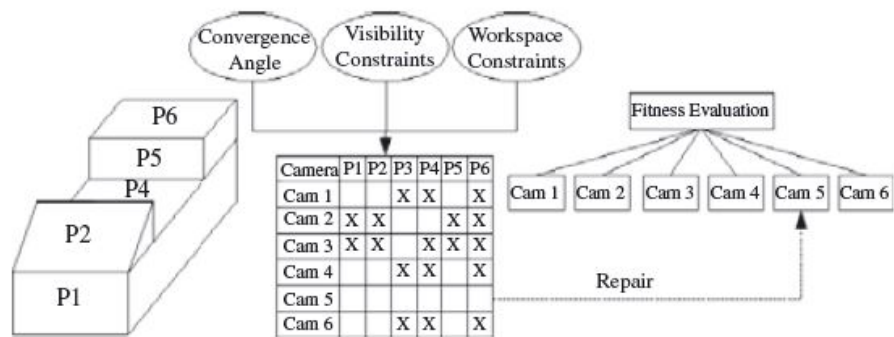 Convergence
Angle
Visibility
Constraints
Workspace
Constraints
P6
P5
P4
P2
P1
Camera P1 P2 P3 P4 P5 P6
Cam 1 X X X
Cam 2 X X X X
Cam 3 X X X X X
Cam 4 X X X
Cam 5
Cam 6 X X X
Fitness Evaluation
Cam 1 Cam 2 Cam 3 Cam 4 Cam 5 Cam 6
Repair